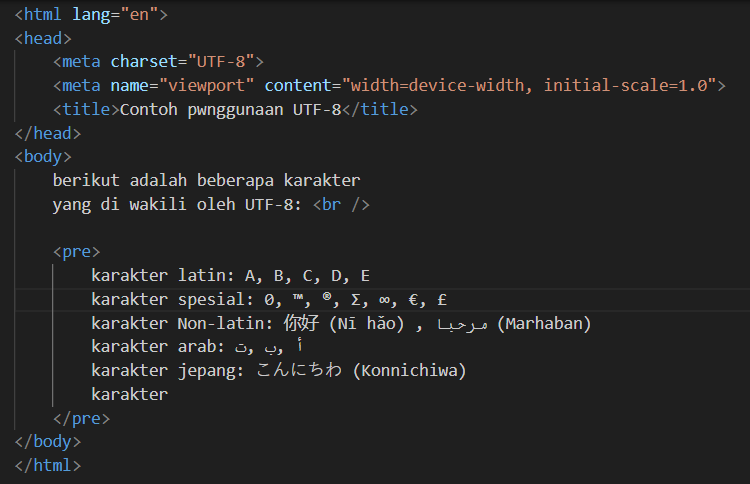 <html lang="en">
<head>
    <meta charset="UTF-8">
    <meta name="viewport" content="width=device-width, initial-scale=1.0">
    <title>Contoh pwnggunaan UTF-8</title>
</head>
<body>
    berikut adalah beberapa karakter
    yang di wakili oleh UTF-8: <br />

    <pre>
        karakter latin: A, B, C, D, E
        karakter spesial: 0, ™, ®, Σ, ∞, €, £
        karakter Non-latin: 你好 (Nī hǎo) , مرحبا (Marhaban)
        karakter arab: أ ,ب ,ت
        karakter jepang: こんにちわ (Konnichiwa)
        karakter
    </pre>
</body>
</html>